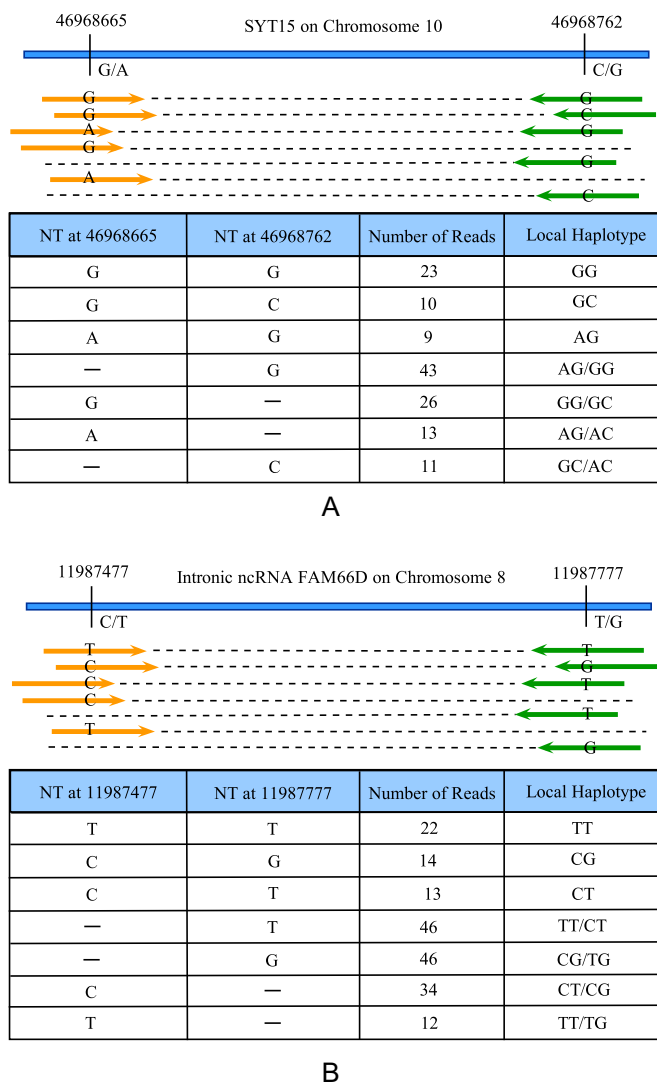 46968665 SYT15 on Chromosome 10 46968762
G/A C/G
G G
G C
A G
G
G
A
C
NT at 46968665 NT at 46968762 Number of Reads Local Haplotype
G G 23 GG
G C 10 GC
A G 9 AG
— G 43 AG/GG
G — 26 GG/GC
A — 13 AG/AC
— C 11 GC/AC
A
11987477 Intronic ncRNA FAM66D on Chromosome 8 11987777
C/T T/G
T T
C G
C T
C
T
T
G
NT at 11987477 NT at 11987777 Number of Reads Local Haplotype
T T 22 TT
C G 14 CG
C T 13 CT
— T 46 TT/CT
— G 46 CG/TG
C — 34 CT/CG
T — 12 TT/TG
B